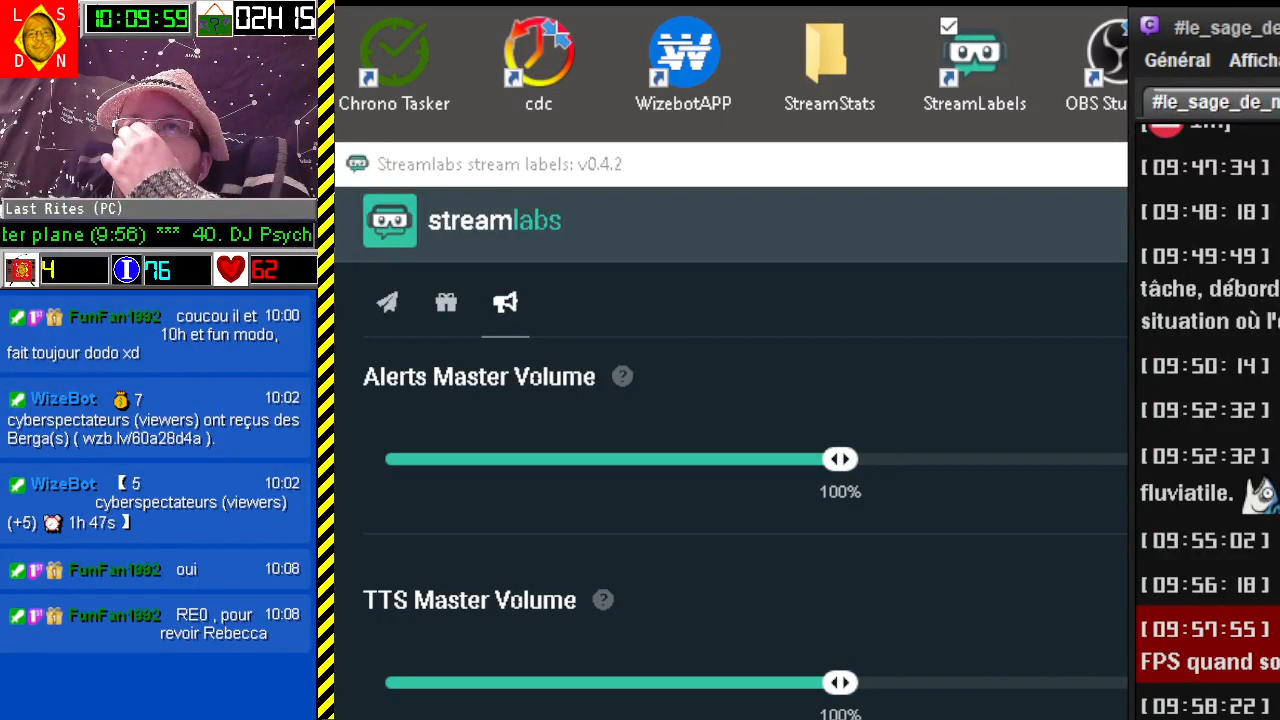 L S
D N
10:09:59
02H15
Last Rites (PC)
ter plane (9:56) *** 40. DJ Psych
4
76
62
FunFan1992 coucou il et 10:00
10h et fun modo,
fait toujour dodo xd
WizeBot 7 10:02
cyberspectateurs (viewers) ont reçus des
Berga(s) ( wzb.lv/60a28d4a ).
WizeBot 5 10:02
cyberspectateurs (viewers)
(+5) 1h 47s
FunFan1992 oui 10:08
FunFan1992 RE0 , pour 10:08
revoir Rebecca
Chrono Tasker
cdc
WizebotAPP
StreamStats
StreamLabels
OBS Stu
Streamlabs stream labels: v0.4.2
streamlabs
Alerts Master Volume ?
100%
TTS Master Volume ?
100%
#le_sage_de
Général Afficha
#le_sage_de_n
[09:47:34]
[09:48:18]
[09:49:49]
tâche, débord
situation où l'
[09:50:14]
[09:52:32]
[09:52:32]
fluviatile.
[09:55:02]
[09:56:18]
[09:57:55]
FPS quand so
[09:58:22]